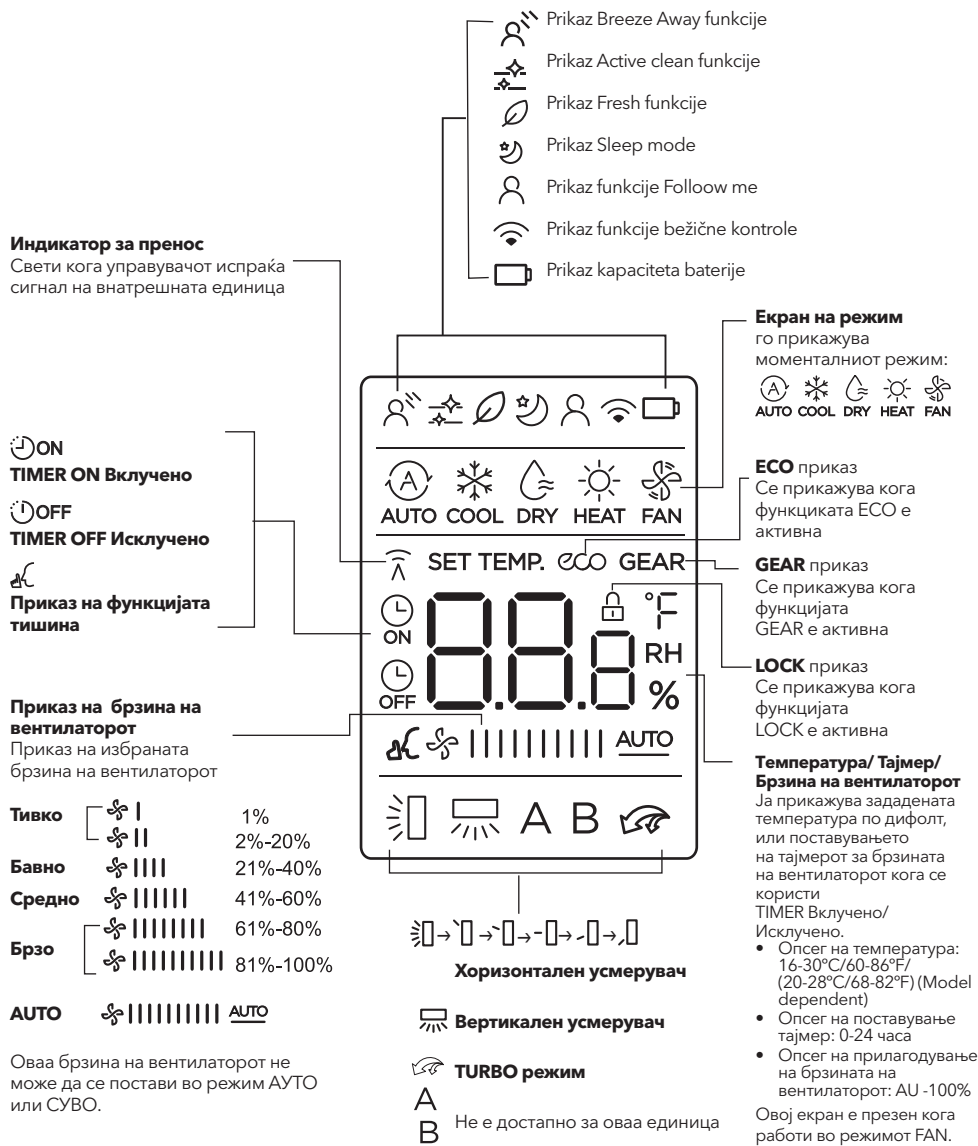 Prikaz Breeze Away funkcije
Prikaz Active clean funkcije
Prikaz Fresh funkcije
Prikaz Sleep mode
Prikaz funkcije Folloow me
Prikaz funkcije bežične kontrole
Prikaz kapaciteta baterije
Индикатор за пренос
Свети кога управувачот испраќа
сигнал на внатрешната единица
ON
TIMER ON Вклучено
OFF
TIMER OFF Исклучено
Приказ на функцијата
тишина
Приказ на брзина на
вентилаторот
Приказ на избраната
брзина на вентилаторот
Тивко
1%
2%-20%
Бавно 21%-40%
Средно 41%-60%
Брзо
61%-80%
81%-100%
AUTO AUTO
Оваа брзина на вентилаторот не
може да се постави во режим АУТО
или СУВО.
AUTO COOL DRY HEAT FAN
SET TEMP. eco GEAR
ON
°F
RH
OFF
%
AUTO
A B
Хоризонтален усмерувач
Вертикален усмерувач
TURBO режим
A
B
Не е достапно за оваа единица
Екран на режим
го прикажува
моменталниот режим:
AUTO COOL DRY HEAT FAN
ECO приказ
Се прикажува кога
функциката ECO е
активна
GEAR приказ
Се прикажува кога
функцијата
GEAR е активна
LOCK приказ
Се прикажува кога
функцијата
LOCK е активна
Температура/ Тајмер/
Брзина на вентилаторот
Ја прикажува зададената
температура по дифолт,
или поставувањето
на тајмерот за брзината
на вентилаторот кога се
користи
TIMER Вклучено/
Исклучено.
• Опсег на температура:
16-30°C/60-86°F/
(20-28°C/68-82°F) (Model
dependent)
• Опсег на поставување
тајмер: 0-24 часа
• Опсег на прилагодување
на брзината на
вентилаторот: AU -100%
Овој екран е презен кога
работи во режимот FAN.